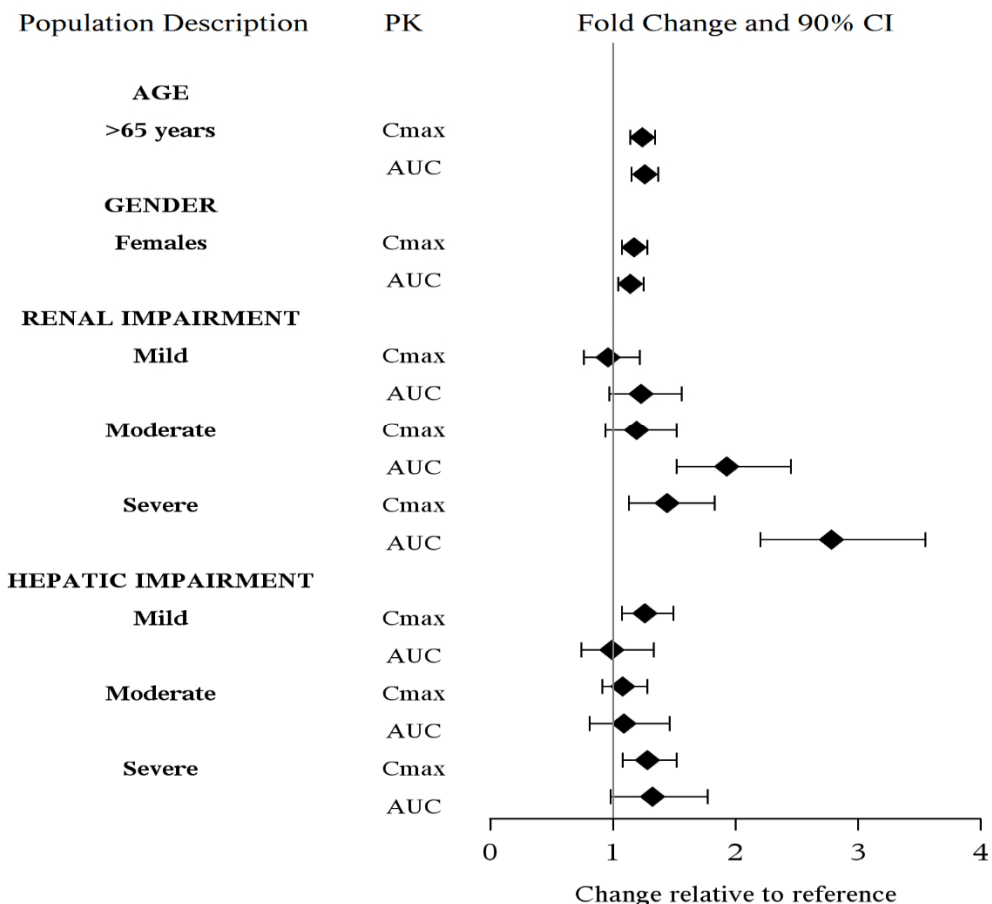 Population Description PK Fold Change and 90% CI
AGE
>65 years Cmax
AUC
GENDER
Females Cmax
AUC
RENAL IMPAIRMENT
Mild Cmax
AUC
Moderate Cmax
AUC
Severe Cmax
AUC
HEPATIC IMPAIRMENT
Mild Cmax
AUC
Moderate Cmax
AUC
Severe Cmax
AUC
0 1 2 3 4
Change relative to reference